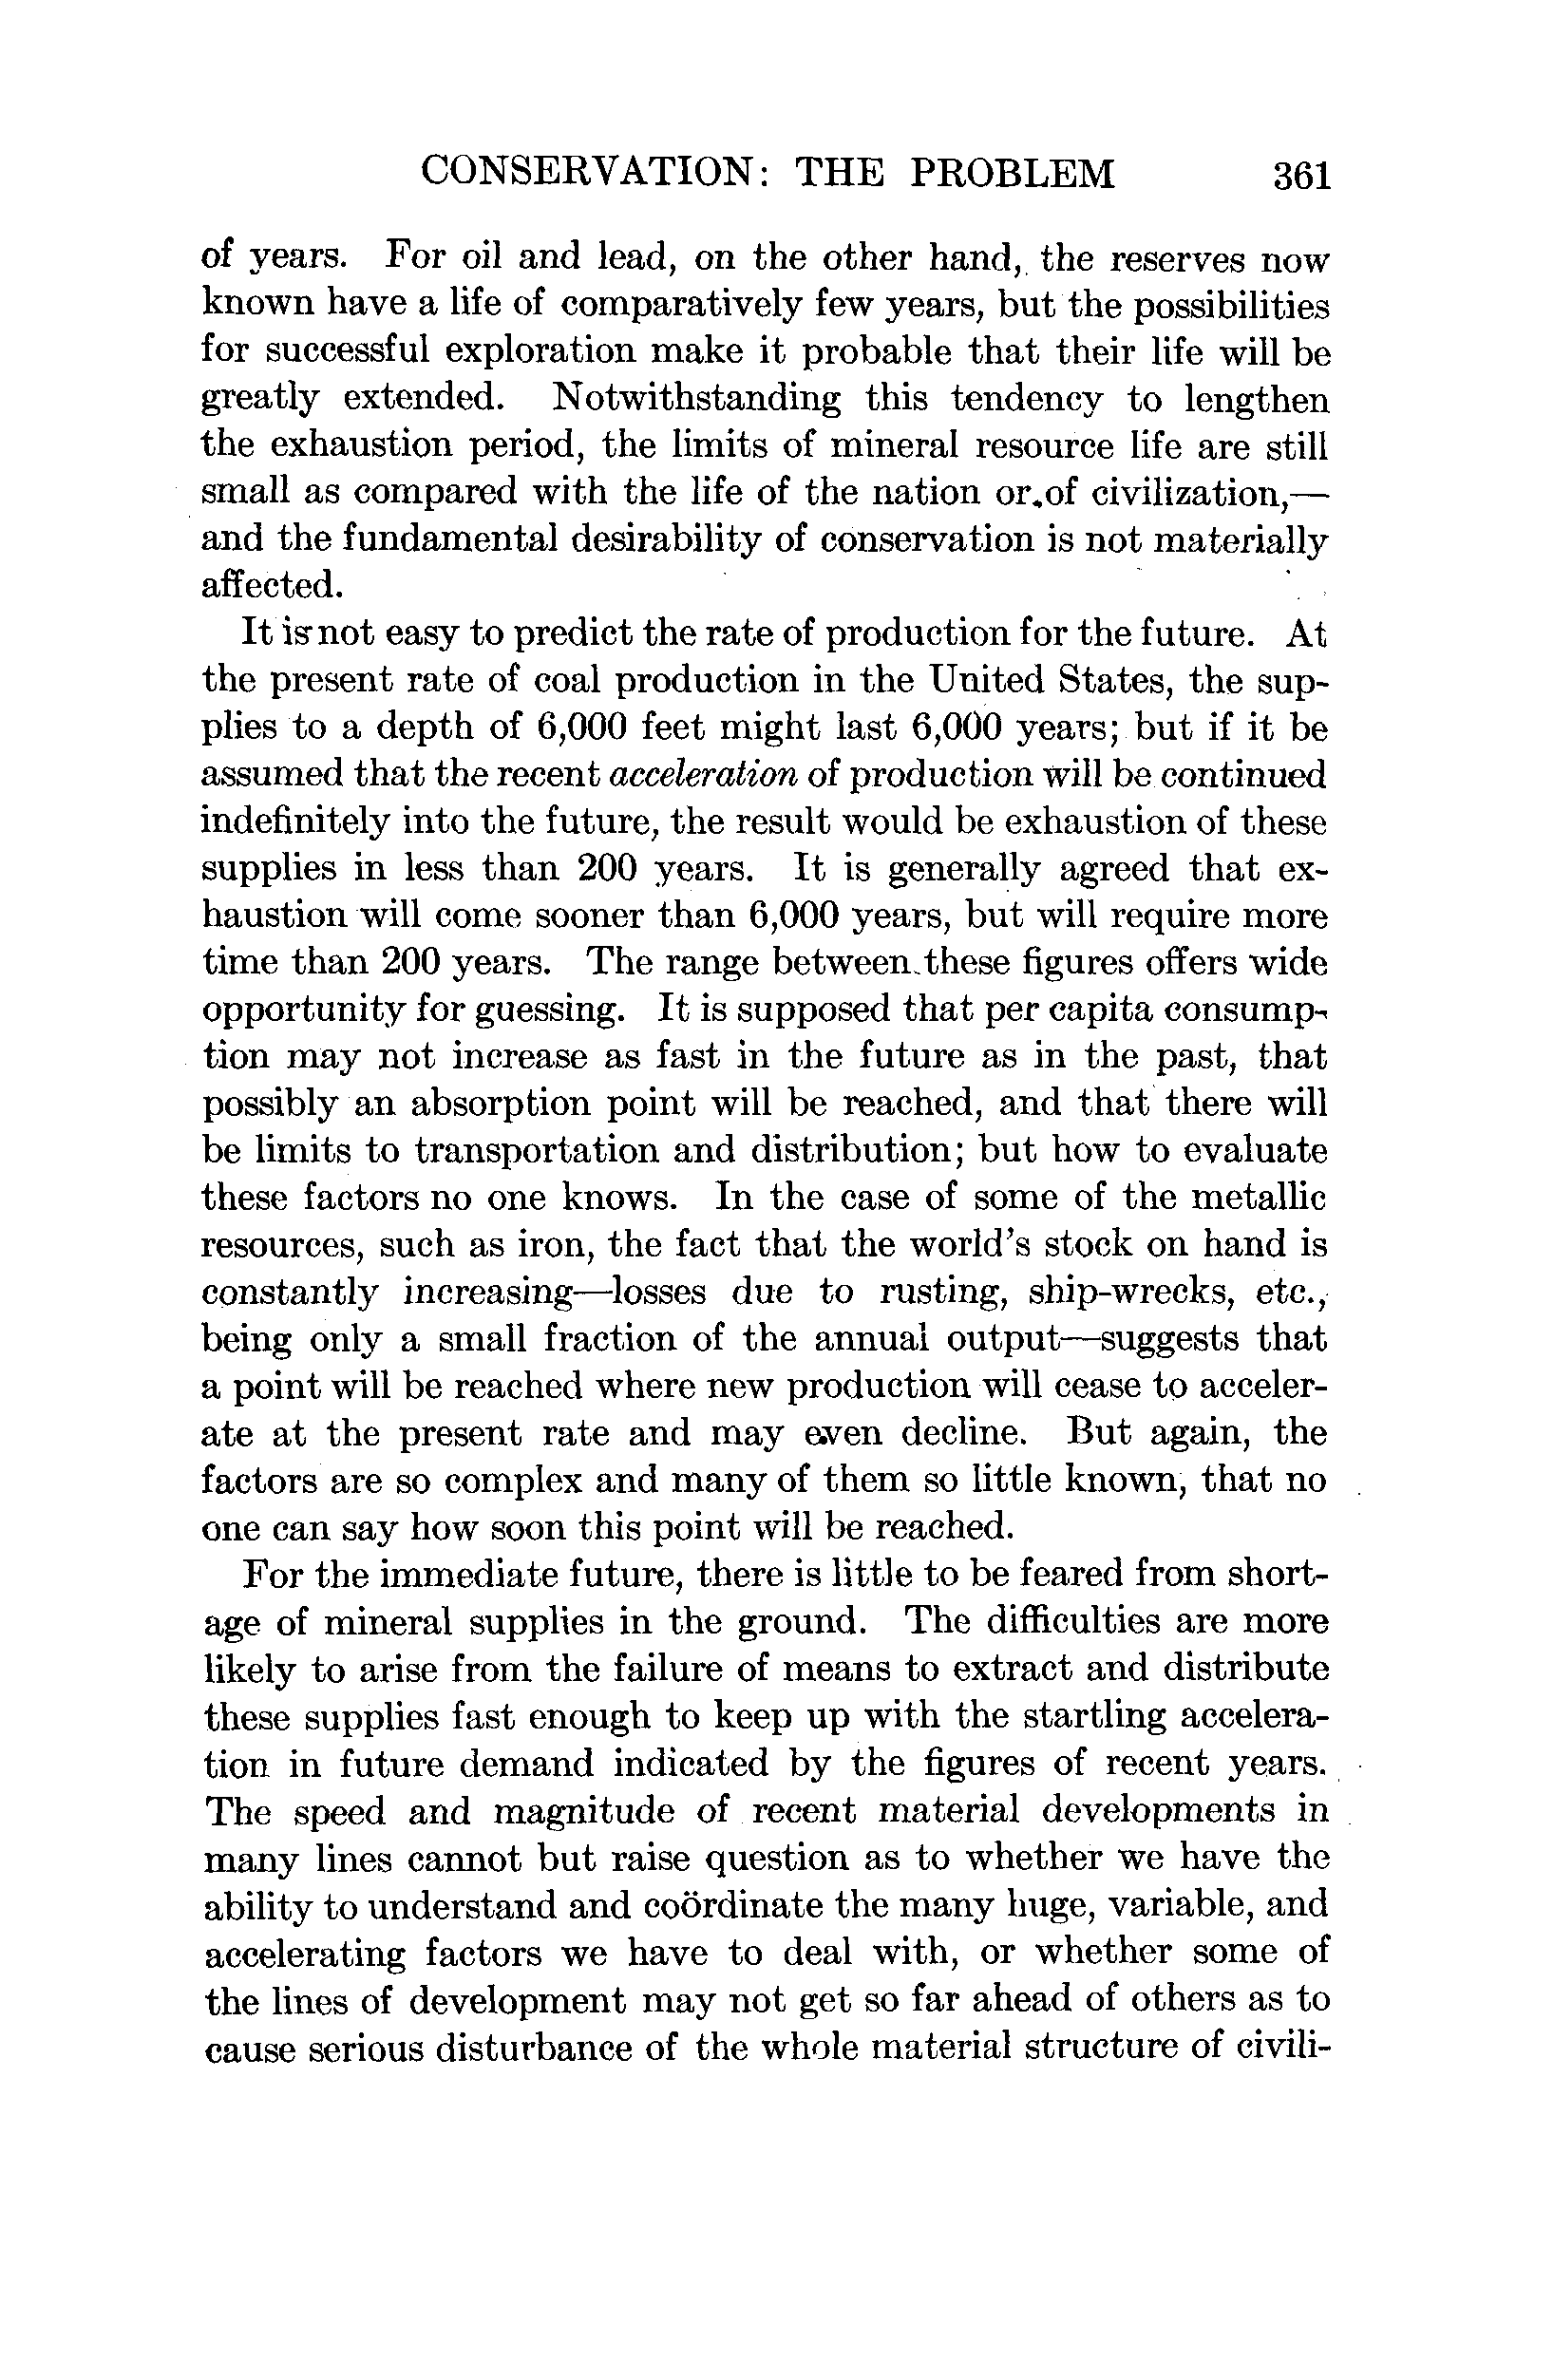 CONSERVATION: THE PROBLEM 361
of years. For oil and lead, on the other hand, the reserves now
known have a life of comparatively few years, but the possibilities
for successful exploration make it probable that their life will be
greatly extended. Notwithstanding this tendency to lengthen
the exhaustion period, the limits of mineral resource life are still
small as compared with the life of the nation or of civilization,—
and the fundamental desirability of conservation is not materially
affected.
It is not easy to predict the rate of production for the future. At
the present rate of coal production in the United States, the sup-
plies to a depth of 6,000 feet might last 6,000 years; but if it be
assumed that the recent acceleration of production will be continued
indefinitely into the future, the result would be exhaustion of these
supplies in less than 200 years. It is generally agreed that ex-
haustion will come sooner than 6,000 years, but will require more
time than 200 years. The range between these figures offers wide
opportunity for guessing. It is supposed that per capita consump-
tion may not increase as fast in the future as in the past, that
possibly an absorption point will be reached, and that there will
be limits to transportation and distribution; but how to evaluate
these factors no one knows. In the case of some of the metallic
resources, such as iron, the fact that the world's stock on hand is
constantly increasing—losses due to rusting, ship-wrecks, etc.,
being only a small fraction of the annual output—suggests that
a point will be reached where new production will cease to acceler-
ate at the present rate and may even decline. But again, the
factors are so complex and many of them so little known, that no
one can say how soon this point will be reached.
For the immediate future, there is little to be feared from short-
age of mineral supplies in the ground. The difficulties are more
likely to arise from the failure of means to extract and distribute
these supplies fast enough to keep up with the startling accelera-
tion in future demand indicated by the figures of recent years.
The speed and magnitude of recent material developments in
many lines cannot but raise question as to whether we have the
ability to understand and coördinate the many huge, variable, and
accelerating factors we have to deal with, or whether some of
the lines of development may not get so far ahead of others as to
cause serious disturbance of the whole material structure of civili-